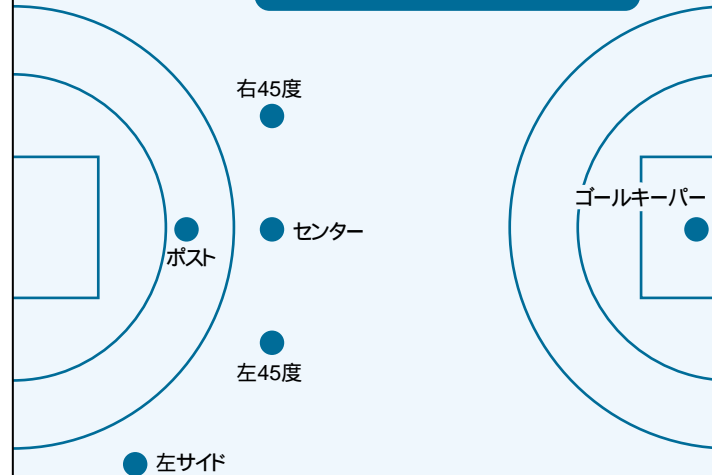 右45度
ゴールキーパー
センター
ポスト
左45度
左サイド